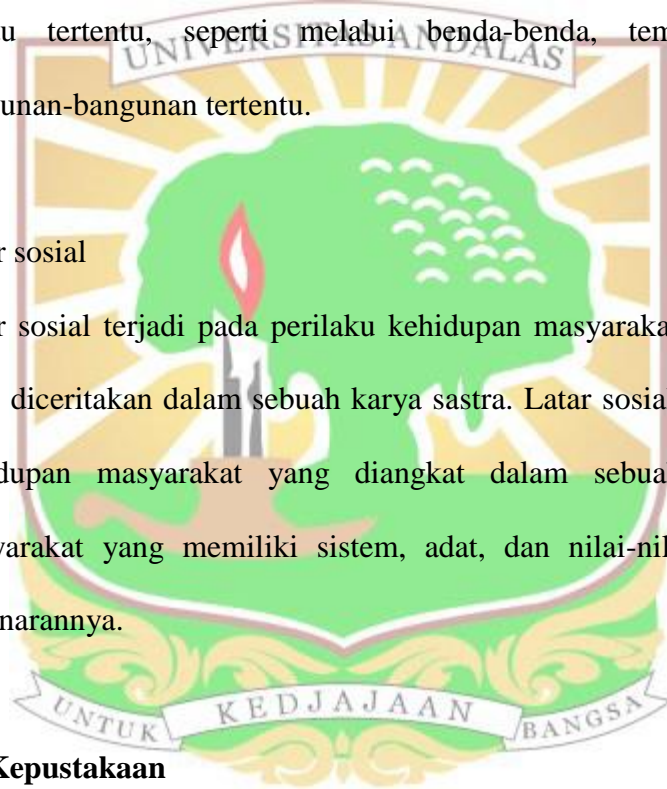 u tertentu, seperti melalui benda-benda, tem
UNIVERSITAS ANDALAS
unan-bangunan tertentu.
r sosial
r sosial terjadi pada perilaku kehidupan masyaraka
diceritakan dalam sebuah karya sastra. Latar sosia
dupan masyarakat yang diangkat dalam sebua
yarakat yang memiliki sistem, adat, dan nilai-nil
narannya.
UNTUK KEDJAJAAN BANGSA
Kepustakaan